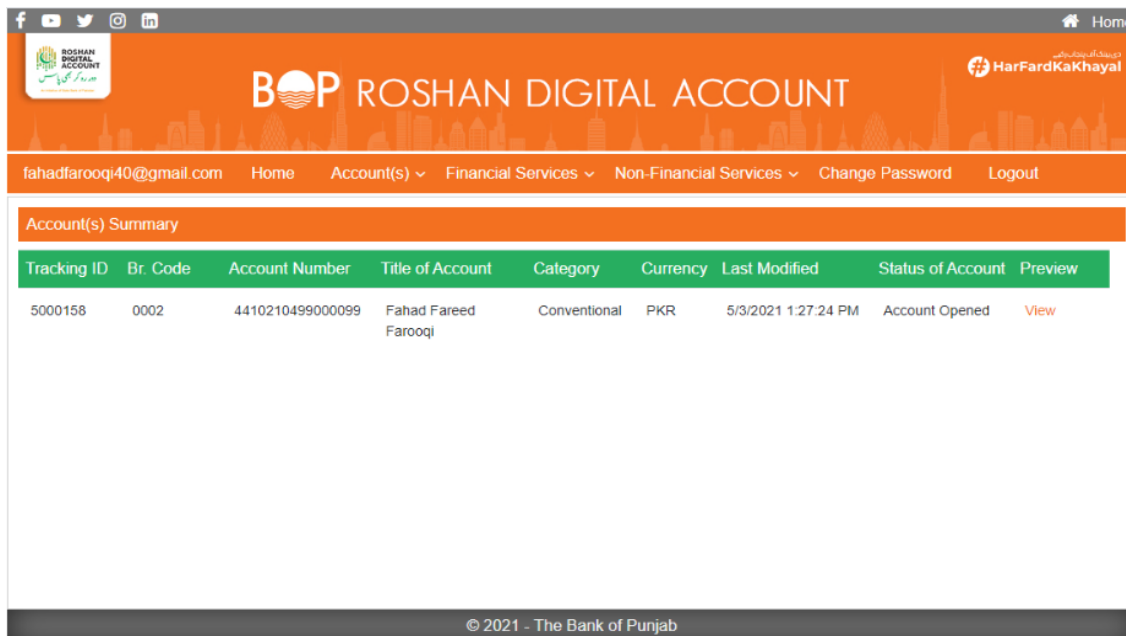 Home
ROSHAN
DIGITAL
ACCOUNT
BOP ROSHAN DIGITAL ACCOUNT
# HarFardKaKhayal
fahadfarooqi40@gmail.com Home Account(s) Financial Services Non-Financial Services Change Password Logout
Account(s) Summary
Tracking ID Br. Code Account Number Title of Account Category Currency Last Modified Status of Account Preview
5000158 0002 4410210499000099 Fahad Fareed Conventional PKR 5/3/2021 1:27:24 PM Account Opened View
Farooqi
© 2021 - The Bank of Punjab